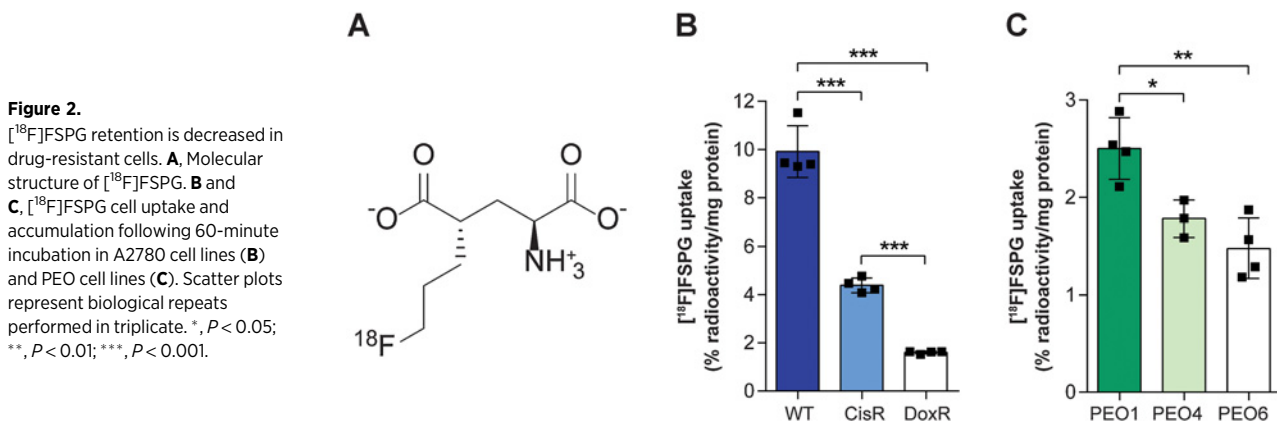 Figure 2.
[¹⁸F]FSPG retention is decreased in
drug-resistant cells. A, Molecular
structure of [¹⁸F]FSPG. B and
C, [¹⁸F]FSPG cell uptake and
accumulation following 60-minute
incubation in A2780 cell lines (B)
and PEO cell lines (C). Scatter plots
represent biological repeats
performed in triplicate. *, P < 0.05;
**, P < 0.01; ***, P < 0.001.
A
O
O
⁻O
O⁻
NH⁺₃
¹⁸F
B
***
***
***
[¹⁸F]FSPG uptake
(% radioactivity/mg protein)
12
10
8
6
4
2
0
WT CisR DoxR
C
**
*
[¹⁸F]FSPG uptake
(% radioactivity/mg protein)
3
2
1
0
PEO1 PEO4 PEO6